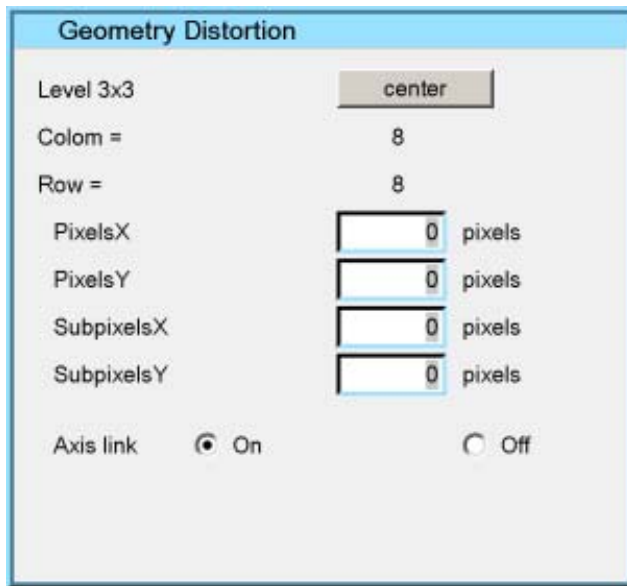 Geometry Distortion
Level 3x3 center
Colom = 8
Row = 8
PixelsX 0 pixels
PixelsY 0 pixels
SubpixelsX 0 pixels
SubpixelsY 0 pixels
Axis link On Off